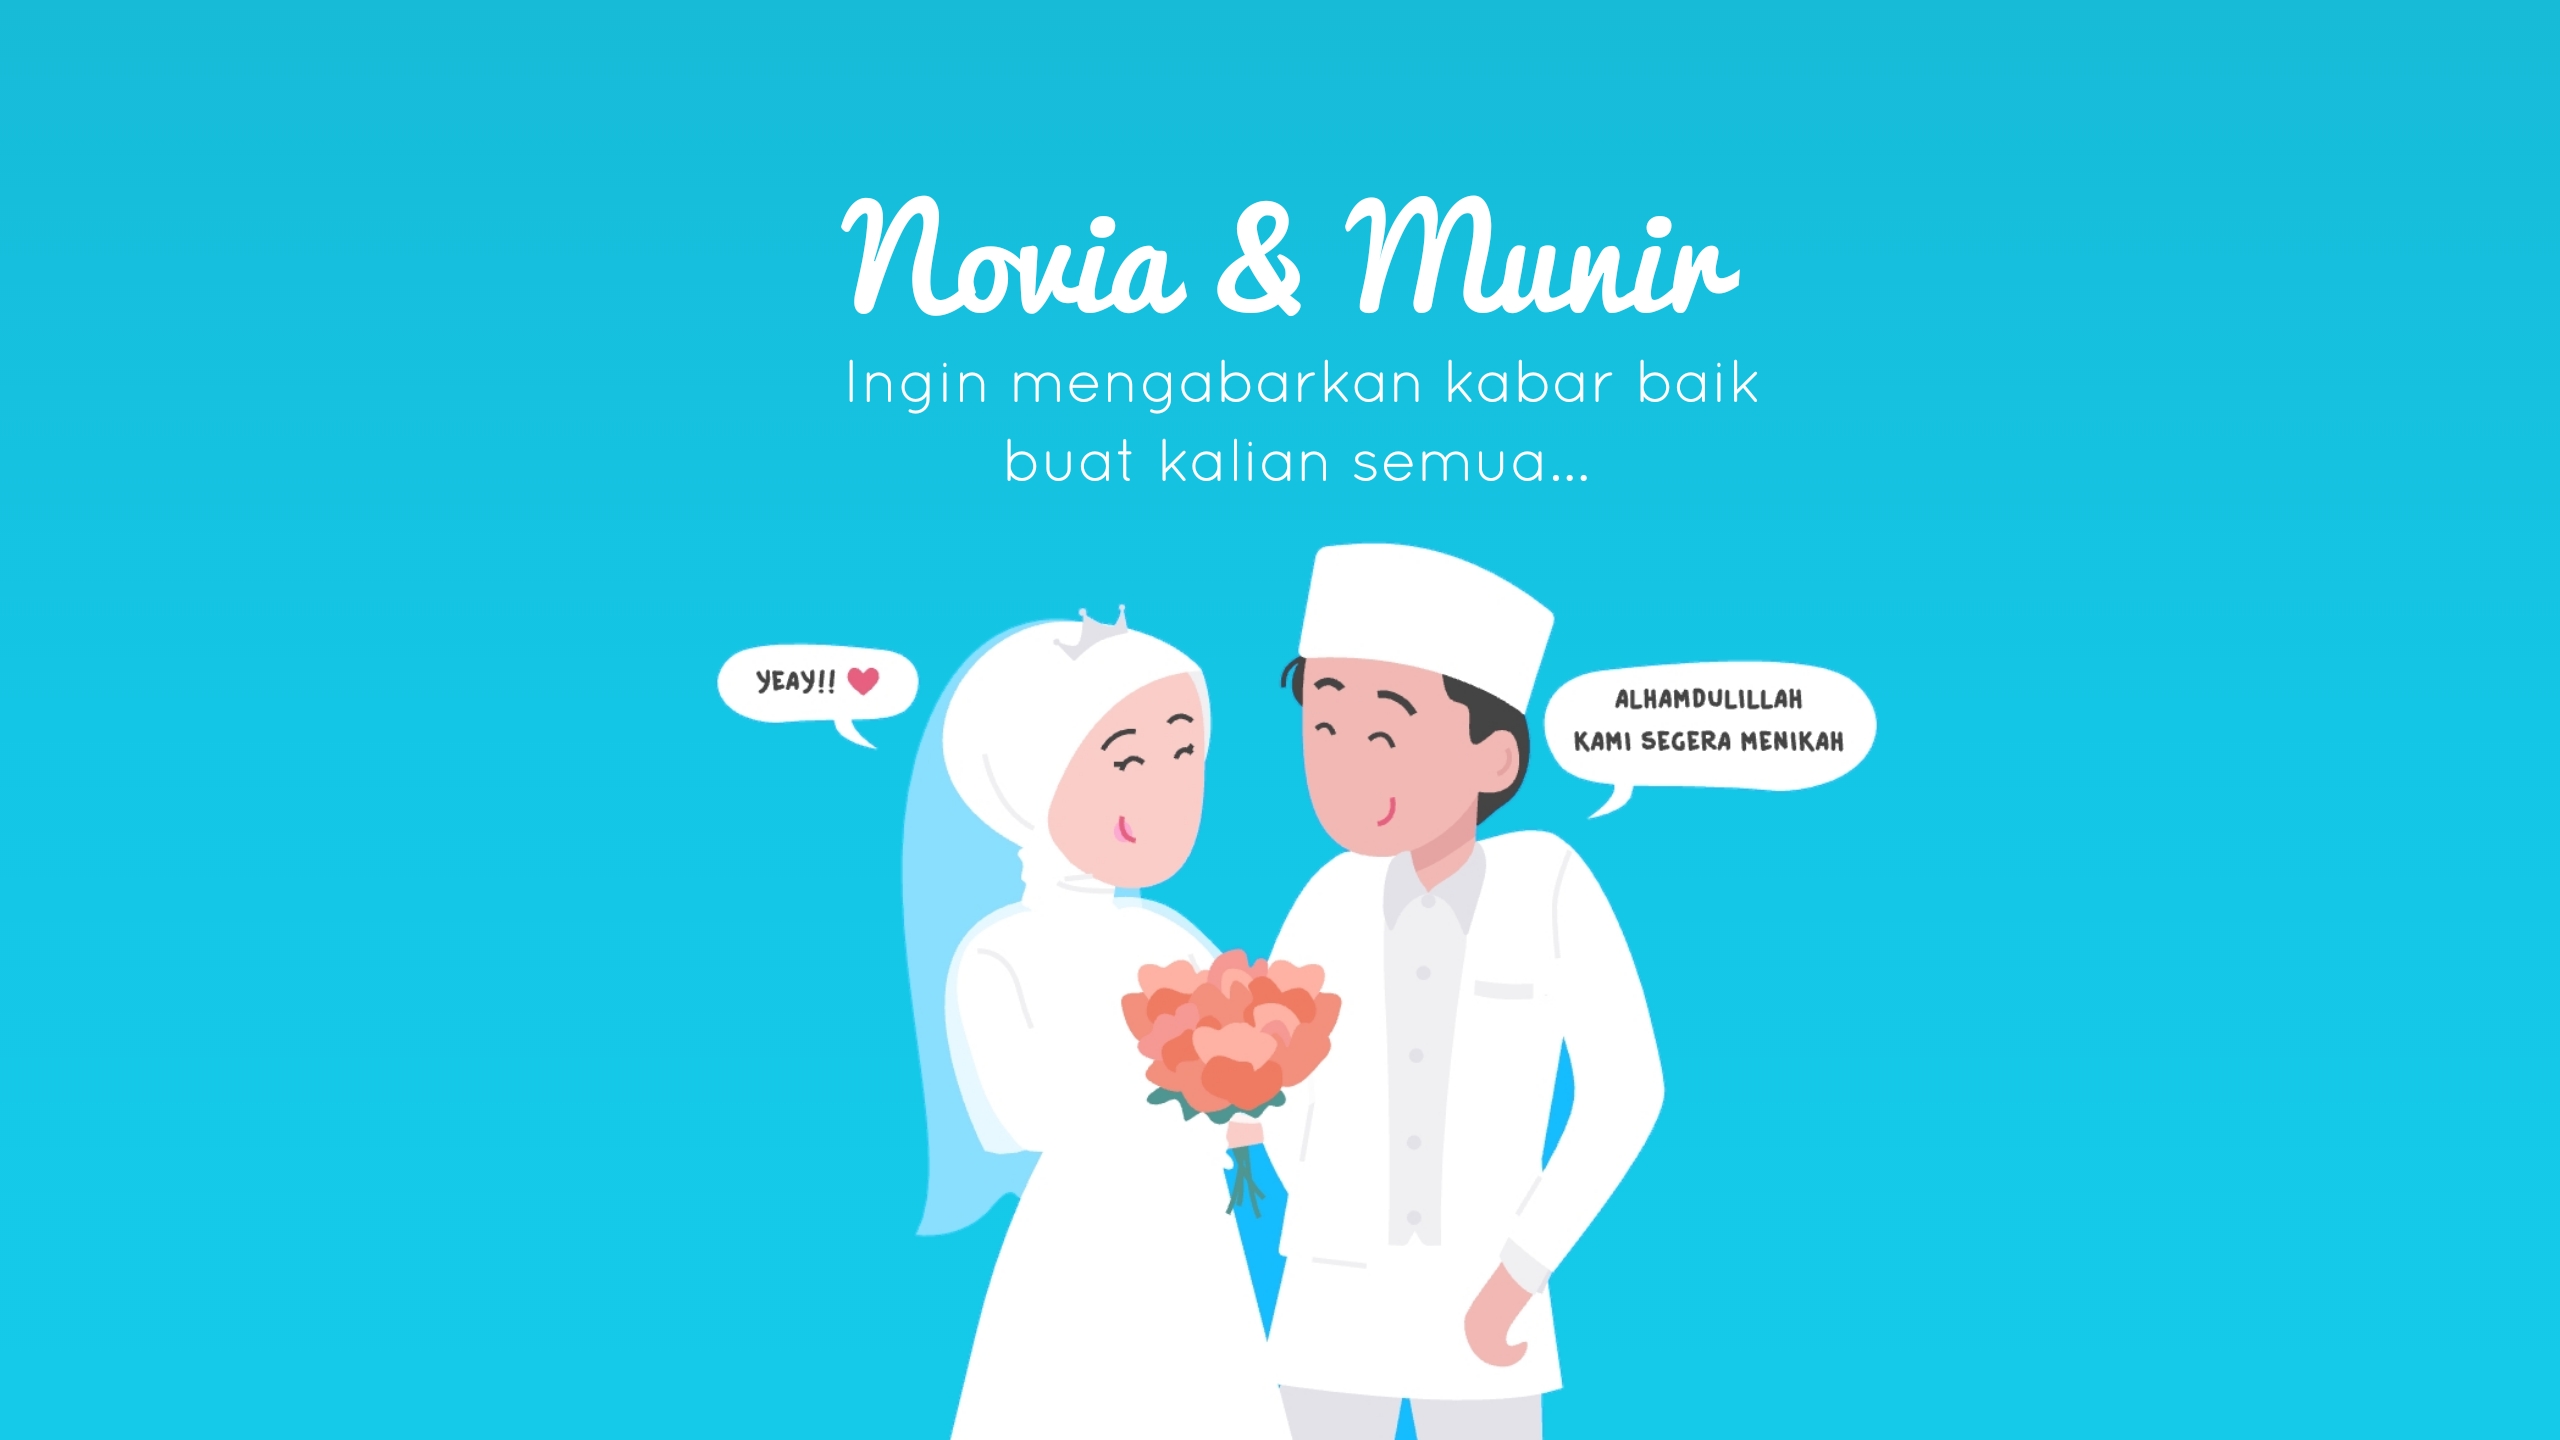 Novia & Munir
Ingin mengabarkan kabar baik
buat kalian semua...
YEAY!!
ALHAMDULILLAH
KAMI SEGERA MENIKAH